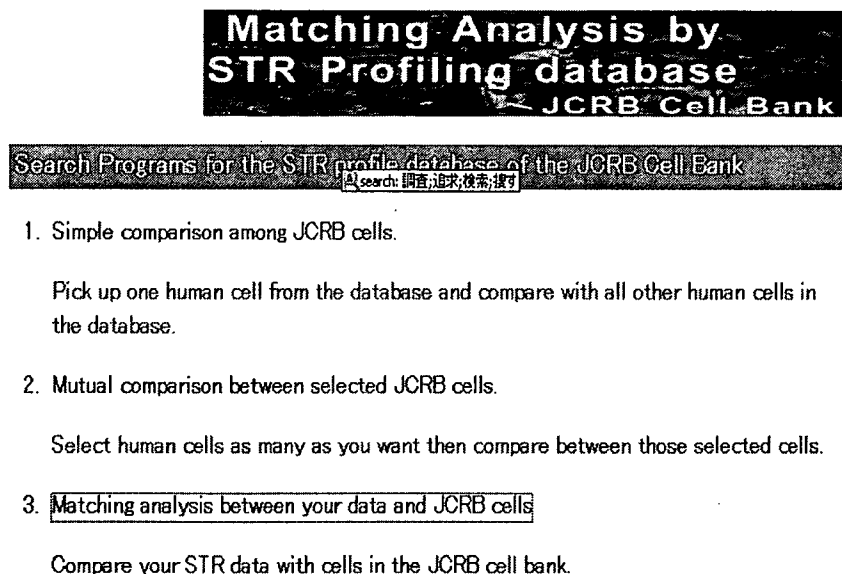 Matching Analysis by
STR Profiling database
JCRB Cell Bank
Search Programs for the STR profile database of the JCRB Cell Bank
search: 調査;追求;検索;捜す
1. Simple comparison among JCRB cells.
Pick up one human cell from the database and compare with all other human cells in
the database.
2. Mutual comparison between selected JCRB cells.
Select human cells as many as you want then compare between those selected cells.
3. Matching analysis between your data and JCRB cells
Compare your STR data with cells in the JCRB cell bank.